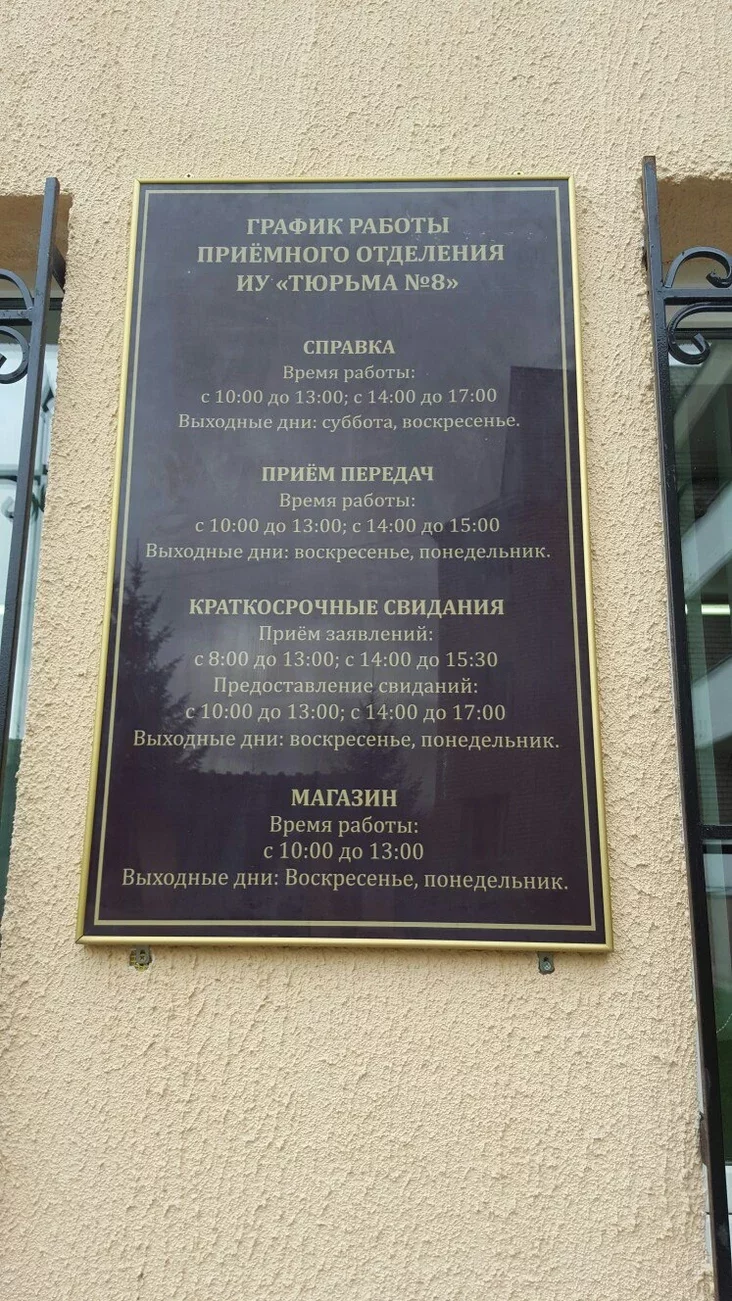 ГРАФИК РАБОТЫ
ПРИЁМНОГО ОТДЕЛЕНИЯ
ИУ «ТЮРЬМА №8»
СПРАВКА
Время работы:
с 10:00 до 13:00; с 14:00 до 17:00
Выходные дни: суббота, воскресенье.
ПРИЁМ ПЕРЕДАЧ
Время работы:
с 10:00 до 13:00; с 14:00 до 15:00
Выходные дни: воскресенье, понедельник.
КРАТКОСРОЧНЫЕ СВИДАНИЯ
Приём заявлений:
с 8:00 до 13:00; с 14:00 до 15:30
Предоставление свиданий:
с 10:00 до 13:00; с 14:00 до 17:00
Выходные дни: воскресенье, понедельник.
МАГАЗИН
Время работы:
с 10:00 до 13:00
Выходные дни: Воскресенье, понедельник.